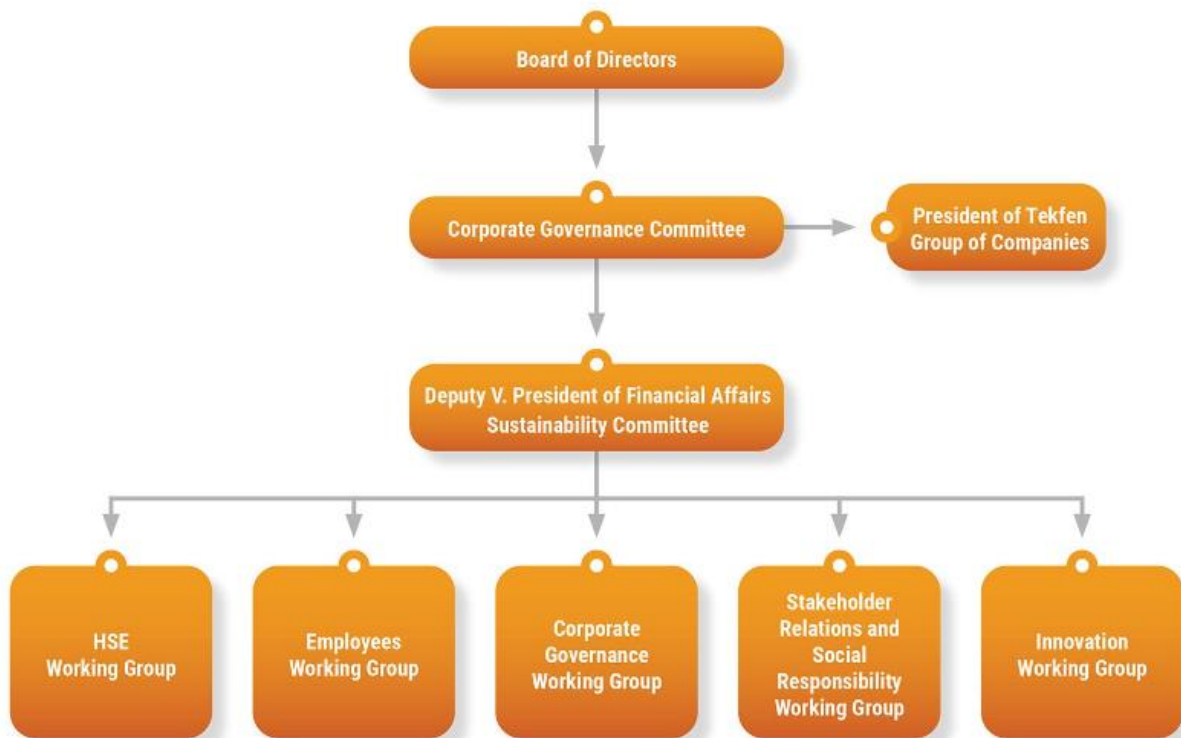 Board of Directors
Corporate Governance Committee
President of Tekfen
Group of Companies
Deputy V. President of Financial Affairs
Sustainability Committee
HSE
Working Group
Employees
Working Group
Corporate
Governance
Working Group
Stakeholder
Relations and
Social
Responsibility
Working Group
Innovation
Working Group